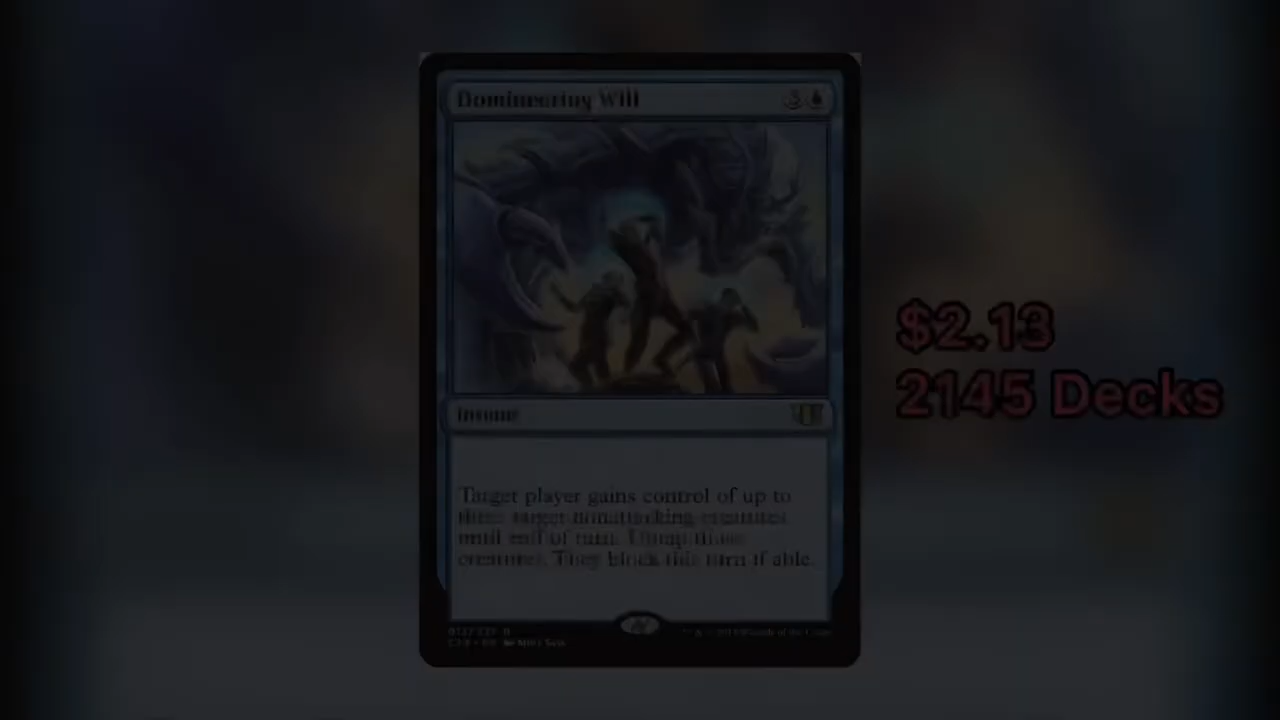 Domineering Will
$2.13
2145 Decks
Instant
Target player gains control of up to
three target nonattacking creatures
until end of turn. Untap those
creatures. They block this turn if able.